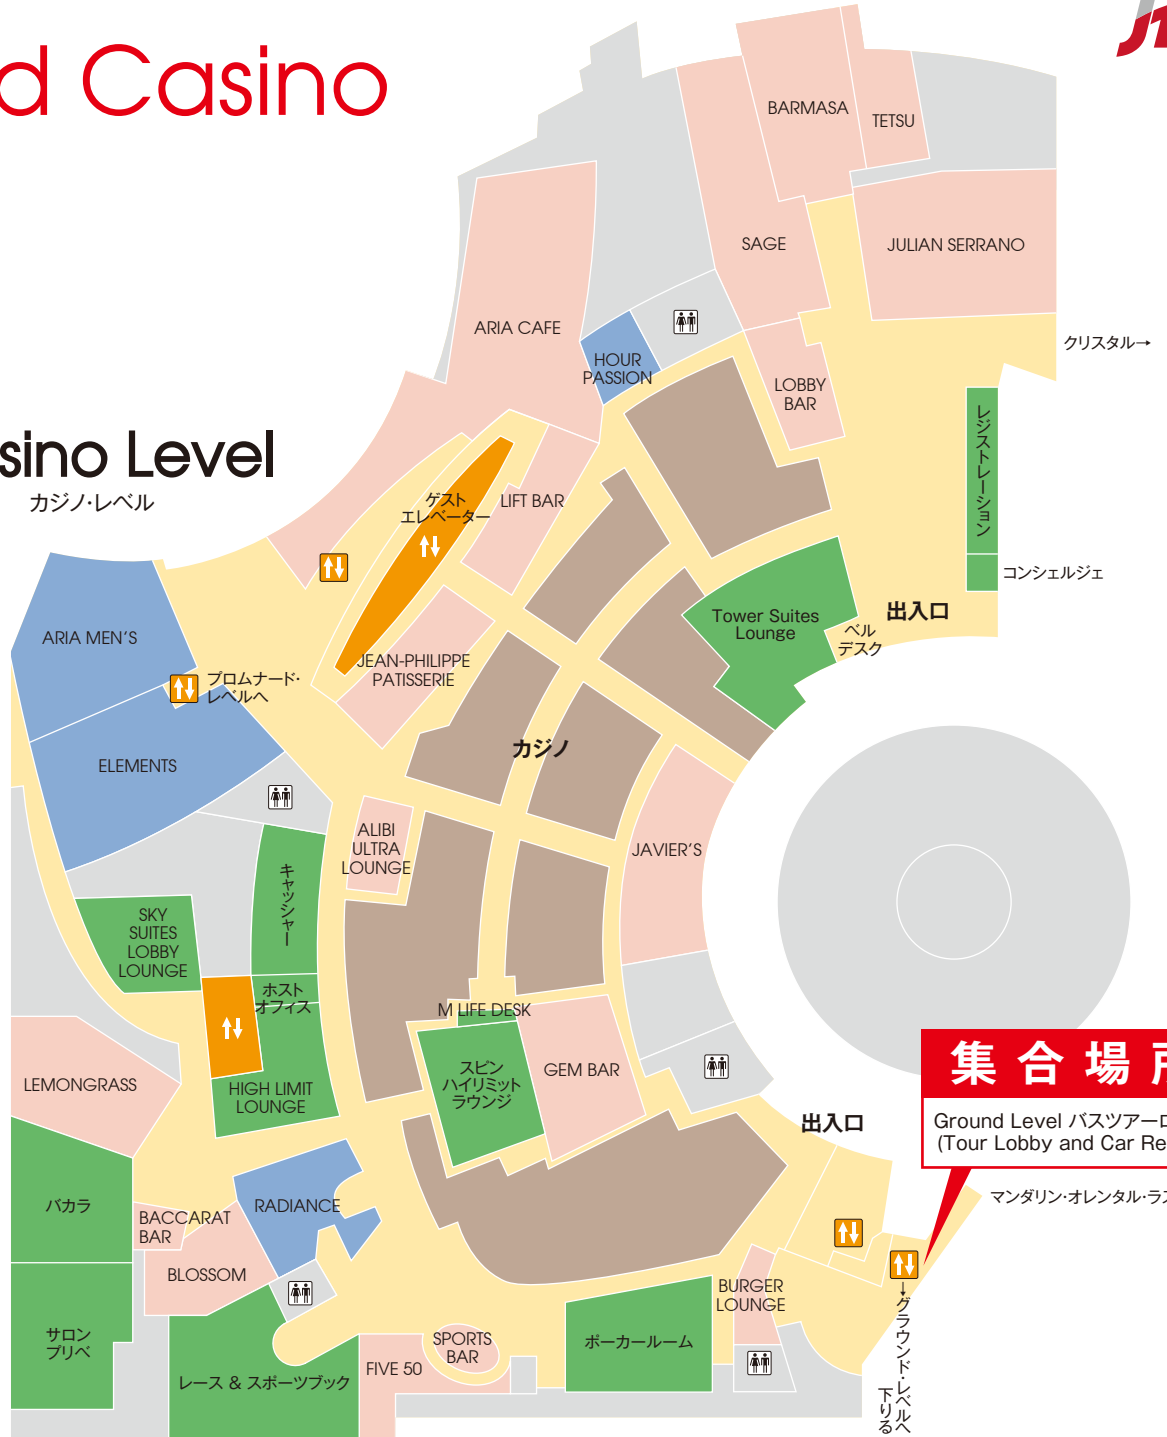 d Casino
BARMASA
TETSU
SAGE
JULIAN SERRANO
ARIA CAFE
クリスタル→
HOUR
PASSION
LOBBY
BAR
sino Level
カジノ・レベル
レジストレーション
ゲスト
エレベーター
LIFT BAR
コンシェルジェ
Tower Suites
Lounge
出入口
ベル
デスク
ARIA MEN'S
JEAN-PHILIPPE
PATISSERIE
プロムナード・
レベルへ
カジノ
ELEMENTS
ALIBI
ULTRA
LOUNGE
JAVIER'S
キャッシャー
SKY
SUITES
LOBBY
LOUNGE
ホスト
オフィス
M LIFE DESK
スピン
ハイリミット
ラウンジ
GEM BAR
LEMONGRASS
HIGH LIMIT
LOUNGE
集合場所
Ground Level バスツアーロ
(Tour Lobby and Car Re
出入口
マンダリン・オレンタル・ラス
バカラ
RADIANCE
BACCARAT
BAR
BLOSSOM
BURGER
LOUNGE
↓グラウンド・レベルへ
下りる
サロン
プリベ
SPORTS
BAR
ポーカールーム
FIVE 50
レース & スポーツブック